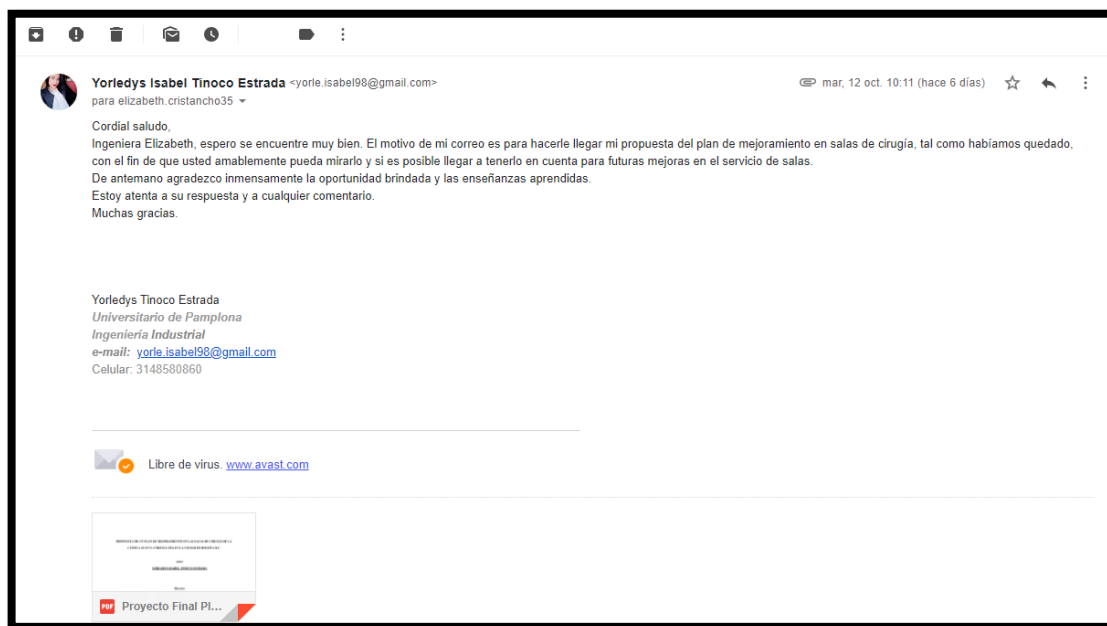 Yorledys Isabel Tinoco Estrada <yorle.isabel98@gmail.com>
mar, 12 oct. 10:11 (hace 6 días)
para elizabeth.cristancho35
Cordial saludo,
Ingeniera Elizabeth, espero se encuentre muy bien. El motivo de mi correo es para hacerle llegar mi propuesta del plan de mejoramiento en salas de cirugía, tal como habíamos quedado,
con el fin de que usted amablemente pueda mirarlo y si es posible llegar a tenerlo en cuenta para futuras mejoras en el servicio de salas.
De antemano agradezco inmensamente la oportunidad brindada y las enseñanzas aprendidas.
Estoy atenta a su respuesta y a cualquier comentario.
Muchas gracias.
Yorledys Tinoco Estrada
Universitario de Pamplona
Ingeniería Industrial
e-mail: yorle.isabel98@gmail.com
Celular: 3148580860
Libre de virus. www.avast.com
PDF Proyecto Final Pl...